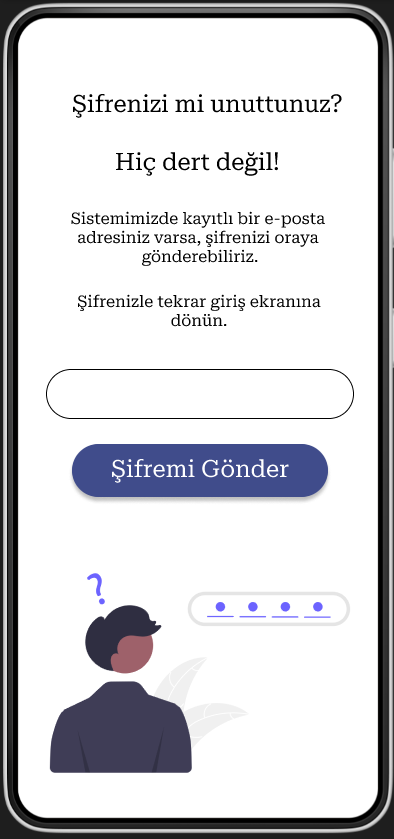 Şifrenizi mi unuttunuz?
Hiç dert değil!
Sistemimizde kayıtlı bir e-posta
adresiniz varsa, şifrenizi oraya
gönderebiliriz.
Şifrenizle tekrar giriş ekranına
dönün.
Şifremi Gönder
?